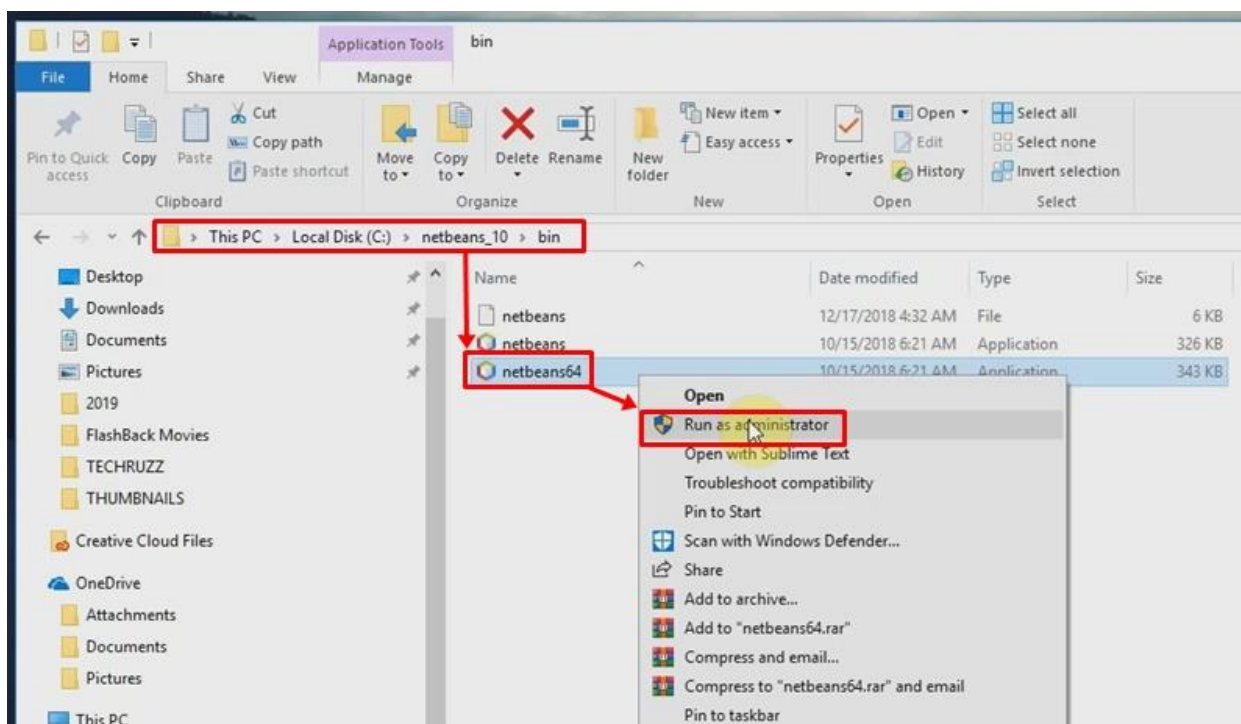 Application Tools bin
File Home Share View Manage
Pin to Quick access
Copy
Paste
Cut
Copy path
Paste shortcut
Clipboard
Move to
Copy to
Delete
Rename
Organize
New folder
New item
Easy access
New
Properties
Open
Edit
History
Open
Select all
Select none
Invert selection
Select
This PC > Local Disk (C:) > netbeans_10 > bin
Desktop
Downloads
Documents
Pictures
2019
FlashBack Movies
TECHRUZZ
THUMBNAILS
Creative Cloud Files
OneDrive
Attachments
Documents
Pictures
This PC
Name Date modified Type Size
netbeans 12/17/2018 4:32 AM File 6 KB
netbeans 10/15/2018 6:21 AM Application 326 KB
netbeans64 10/15/2018 6:21 AM Application 343 KB
Open
Run as administrator
Open with Sublime Text
Troubleshoot compatibility
Pin to Start
Scan with Windows Defender...
Share
Add to archive...
Add to "netbeans64.rar"
Compress and email...
Compress to "netbeans64.rar" and email
Pin to taskbar